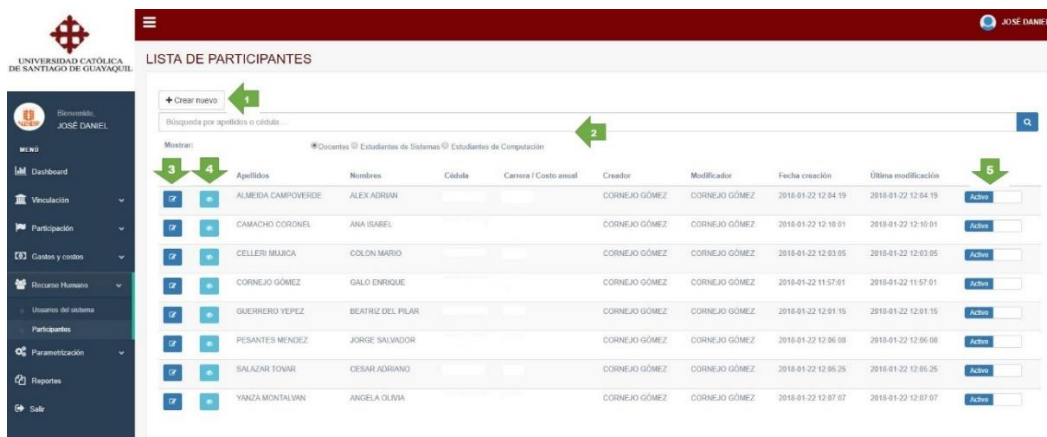 JOSÉ DANIEL
UNIVERSIDAD CATÓLICA
DE SANTIAGO DE GUAYAQUIL
LISTA DE PARTICIPANTES
Bienvenido,
JOSÉ DANIEL
MENÚ
Dashboard
Vinculación
Participación
Gastos y costos
Recurso Humano
Usuarios del sistema
Participantes
Parametrización
Reportes
Salir
+ Crear nuevo 1
Búsqueda por apellidos o cédula... 2
Mostrar: Docentes Estudiantes de Sistemas Estudiantes de Computación
3 4 5
Apellidos Nombres Cédula Carrera / Costo anual Creador Modificador Fecha creación Última modificación
ALMEIDA CAMPOVERDE ALEX ADRIAN CORNEJO GÓMEZ CORNEJO GÓMEZ 2018-01-22 12:04:19 2018-01-22 12:04:19 Activo
CAMACHO CORONEL ANA ISABEL CORNEJO GÓMEZ CORNEJO GÓMEZ 2018-01-22 12:10:01 2018-01-22 12:10:01 Activo
CELLERI MUJICA COLON MARIO CORNEJO GÓMEZ CORNEJO GÓMEZ 2018-01-22 12:03:05 2018-01-22 12:03:05 Activo
CORNEJO GÓMEZ GALO ENRIQUE CORNEJO GÓMEZ CORNEJO GÓMEZ 2018-01-22 11:57:01 2018-01-22 11:57:01 Activo
GUERRERO YEPEZ BEATRIZ DEL PILAR CORNEJO GÓMEZ CORNEJO GÓMEZ 2018-01-22 12:01:15 2018-01-22 12:01:15 Activo
PESANTES MENDEZ JORGE SALVADOR CORNEJO GÓMEZ CORNEJO GÓMEZ 2018-01-22 12:06:08 2018-01-22 12:06:08 Activo
SALAZAR TOVAR CESAR ADRIANO CORNEJO GÓMEZ CORNEJO GÓMEZ 2018-01-22 12:05:25 2018-01-22 12:05:25 Activo
YANZA MONTALVAN ANGELA OLIVIA CORNEJO GÓMEZ CORNEJO GÓMEZ 2018-01-22 12:07:07 2018-01-22 12:07:07 Activo